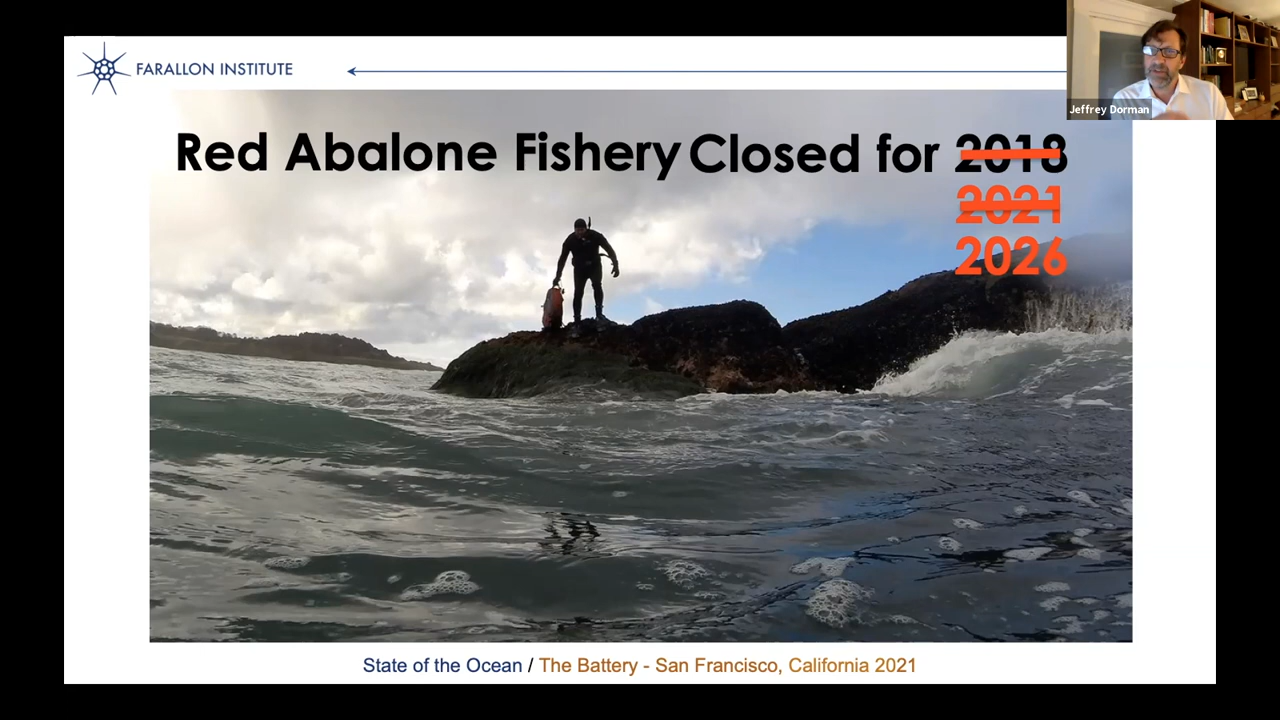 FARALLON INSTITUTE
Jeffrey Dorman
Red Abalone Fishery Closed for 2018
2021
2026
State of the Ocean / The Battery - San Francisco, California 2021